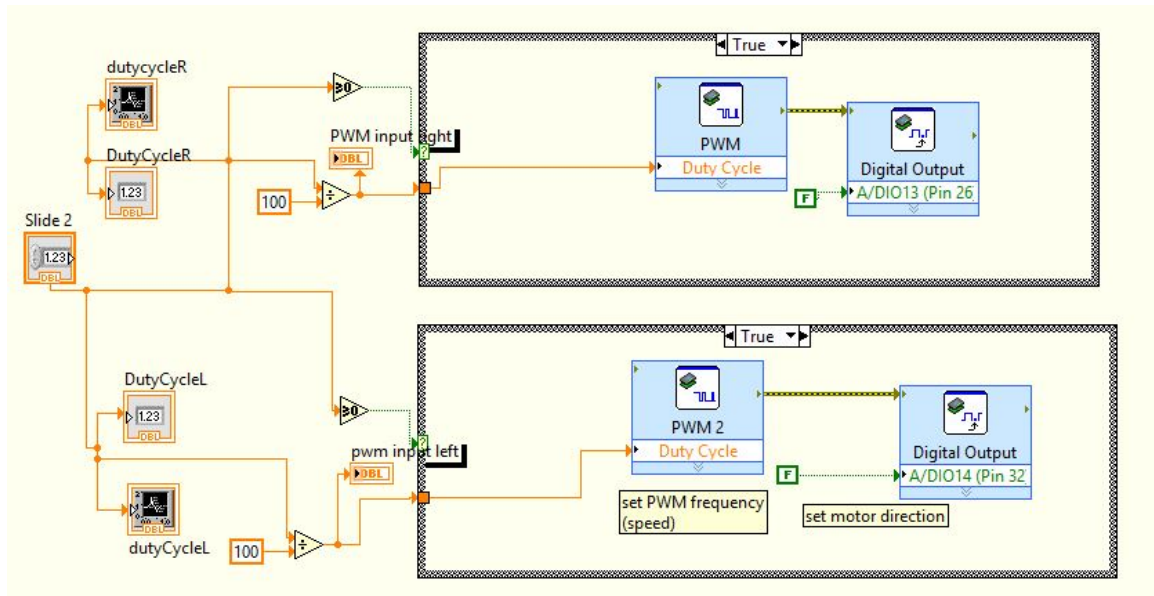 True
dutycycleR
DBL
PWM input right
DBL
DutyCycleR
1.23
DBL
100
≥0
÷
?
PWM
Duty Cycle
Digital Output
A/DIO13 (Pin 26
F
Slide 2
1.23
DBL
True
DutyCycleL
1.23
DBL
≥0
?
pwm input left
DBL
DBL
dutyCycleL
100
÷
PWM 2
Duty Cycle
Digital Output
A/DIO14 (Pin 32
F
set PWM frequency
(speed)
set motor direction